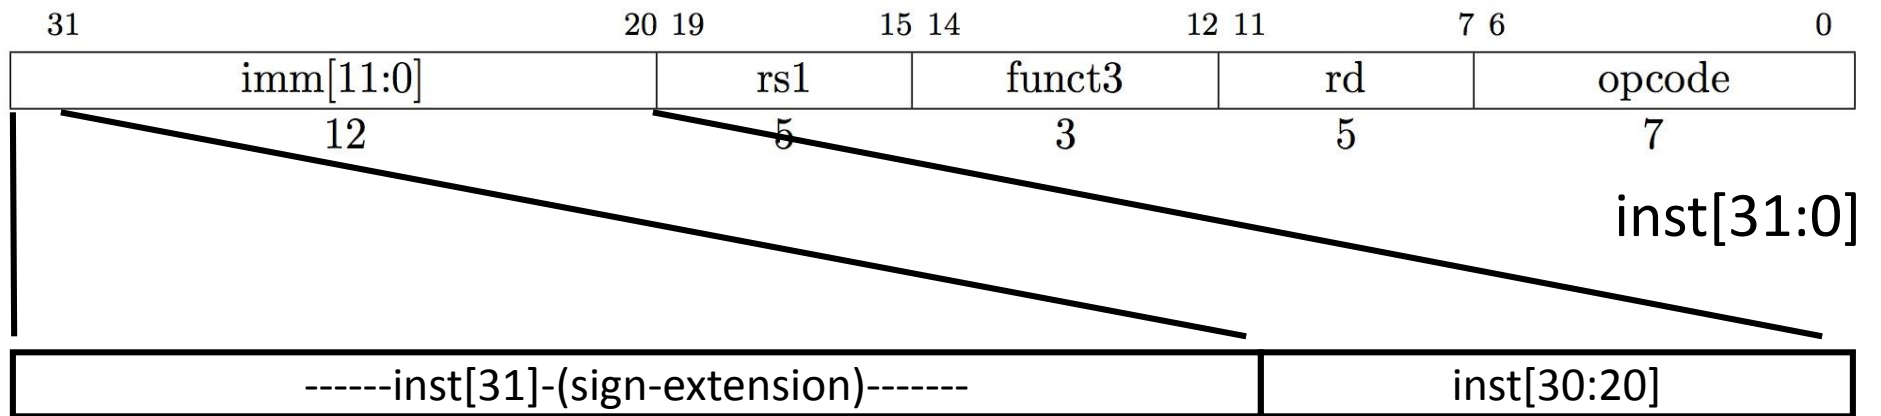 31 20 19 15 14 12 11 7 6 0
imm[11:0] rs1 funct3 rd opcode
12 5 3 5 7
inst[31:0]
------inst[31]-(sign-extension)------- inst[30:20]